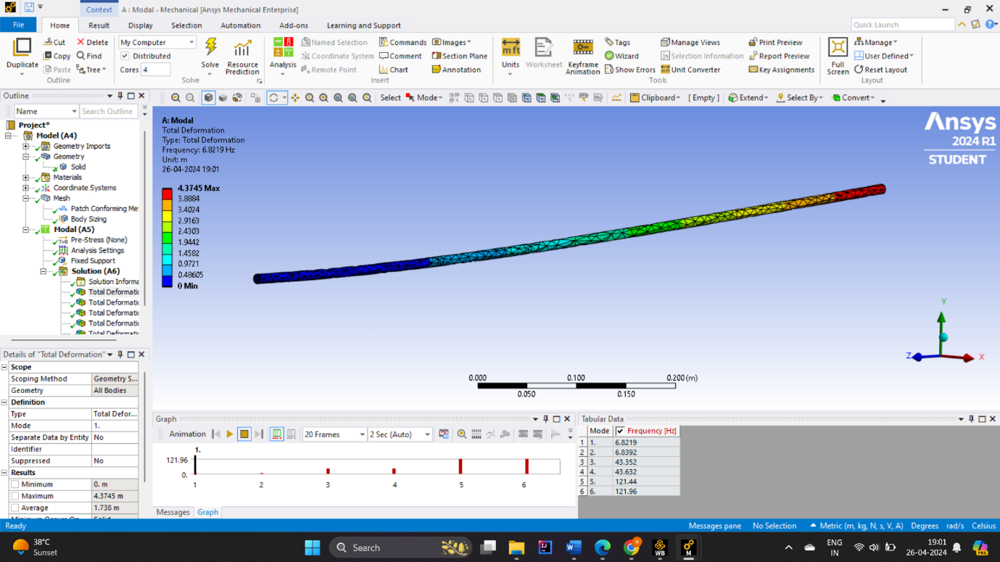 Context A : Modal - Mechanical [Ansys Mechanical Enterprise]
File Home Result Display Selection Automation Add-ons Learning and Support Quick Launch
Cut Delete My Computer Named Selection Commands Images Tags Manage Views Print Preview Manage
Duplicate Copy Find Distributed Solve Resource Prediction Analysis Coordinate System Comment Section Plane Units Worksheet Keyframe Animation Wizard Selection Information Report Preview Full Screen User Defined
Paste Tree Cores 4 Remote Point Chart Annotation Show Errors Unit Converter Key Assignments Reset Layout
Outline Solve Insert Tools Layout
Outline
Select Mode Clipboard [ Empty ] Extend Select By Convert
Name Search Outline
Project*
Model (A4)
Geometry Imports
Geometry
Solid
Materials
Coordinate Systems
Mesh
Patch Conforming Me
Body Sizing
Modal (A5)
Pre-Stress (None)
Analysis Settings
Fixed Support
Solution (A6)
Solution Informa
Total Deformatic
Total Deformatic
Total Deformatic
Total Deformatic
Total Deformatic
A: Modal
Total Deformation
Type: Total Deformation
Frequency: 6.8219 Hz
Unit: m
26-04-2024 19:01
4.3745 Max
3.8884
3.4024
2.9163
2.4303
1.9442
1.4582
0.9721
0.48605
0 Min
Ansys
2024 R1
STUDENT
Y
Z X
0.000 0.100 0.200 (m)
0.050 0.150
Details of "Total Deformation"
Scope
Scoping Method Geometry S...
Geometry All Bodies
Definition
Type Total Defor...
Mode 1.
Separate Data by Entity No
Identifier
Suppressed No
Results
Minimum 0. m
Maximum 4.3745 m
Average 1.738 m
Minimum Occurs On Solid
Graph
Animation 20 Frames 2 Sec (Auto)
1.
121.96
0.
1 2 3 4 5 6
Messages Graph
Tabular Data
Mode Frequency [Hz]
1 1. 6.8219
2 2. 6.8392
3 3. 43.352
4 4. 43.632
5 5. 121.44
6 6. 121.96
Ready Messages pane No Selection Metric (m, kg, N, s, V, A) Degrees rad/s Celsius
38°C
Sunset
Search
ENG
IN
19:01
26-04-2024